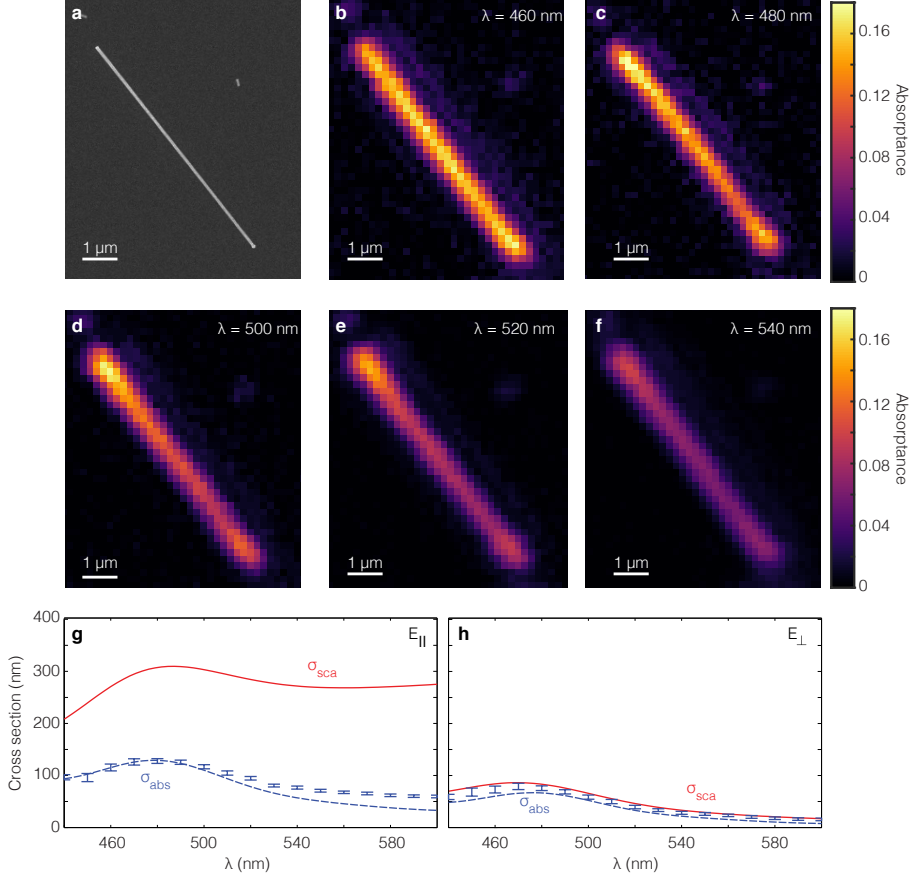 a
1 µm
b
λ = 460 nm
1 µm
c
λ = 480 nm
1 µm
0.16
0.12
0.08
0.04
0
Absorptance
d
λ = 500 nm
1 µm
e
λ = 520 nm
1 µm
f
λ = 540 nm
1 µm
0.16
0.12
0.08
0.04
0
Absorptance
g
E||
σsca
σabs
400
300
200
100
0
Cross section (nm)
460
500
540
580
λ (nm)
h
E⊥
σsca
σabs
460
500
540
580
λ (nm)